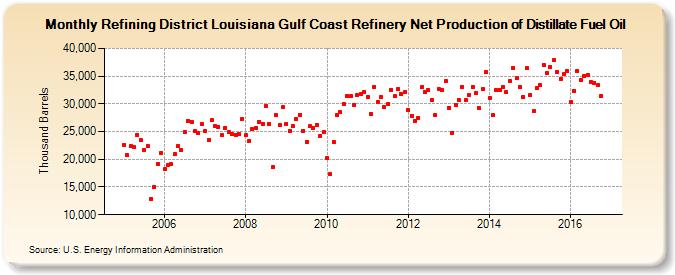 Monthly Refining District Louisiana Gulf Coast Refinery Net Production of Distillate Fuel Oil
Thousand Barrels
40,000
35,000
30,000
25,000
20,000
15,000
10,000
2006 2008 2010 2012 2014 2016
Source: U.S. Energy Information Administration